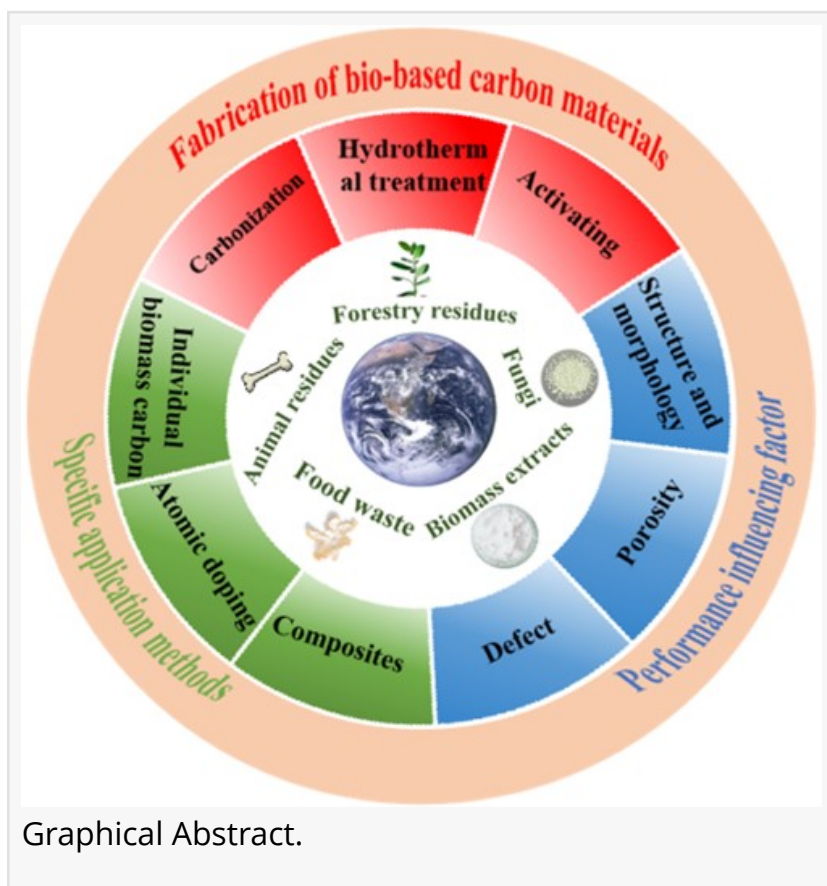 Fabrication of bio-based carbon materials
Hydrotherm
al treatment
Activating
Carbonization
Structure and
morphology
Individual
biomass carbon
Forestry residues
Fungi
Animal residues
Food waste
Biomass extracts
Porosity
Atomic doping
Composites
Defect
Specific application methods
Performance influencing factor
Graphical Abstract.